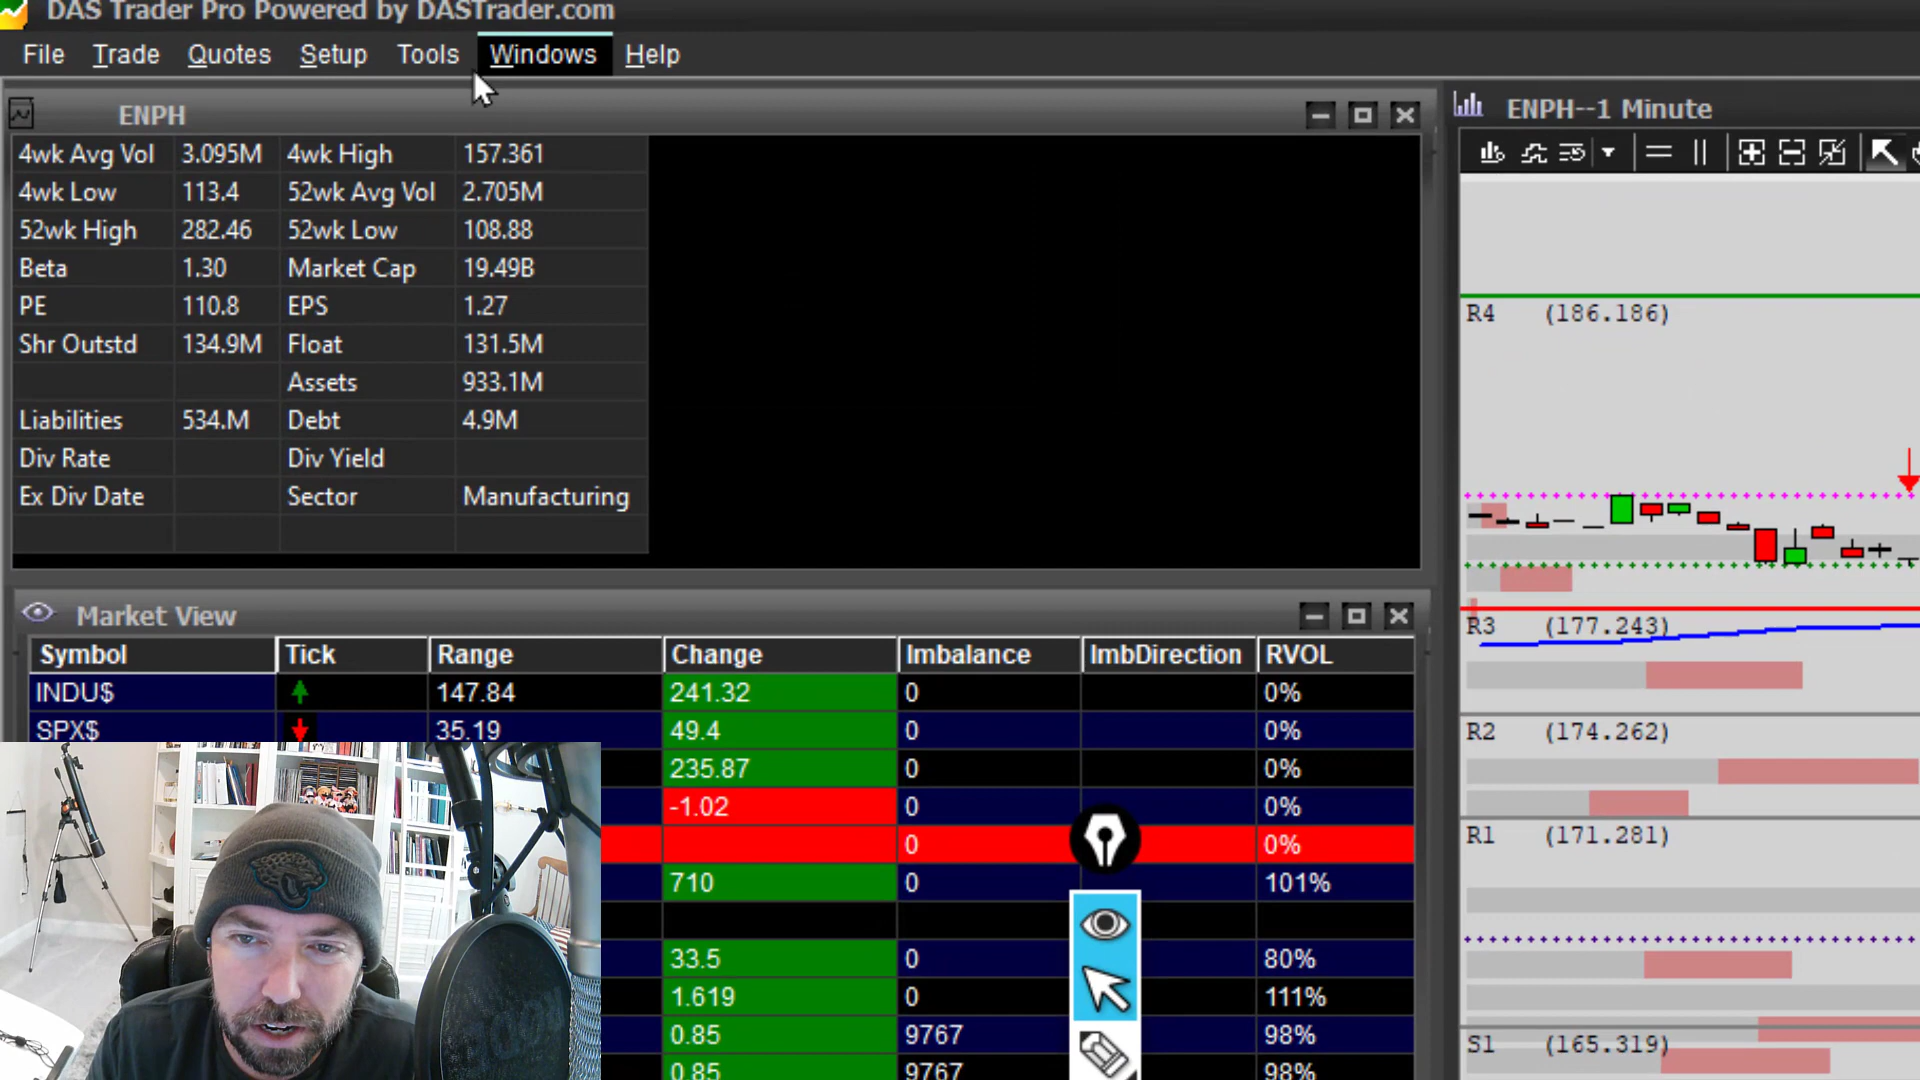 DAS Trader Pro Powered by DASTrader.com
File Trade Quotes Setup Tools Windows Help
ENPH
4wk Avg Vol 3.095M 4wk High 157.361
4wk Low 113.4 52wk Avg Vol 2.705M
52wk High 282.46 52wk Low 108.88
Beta 1.30 Market Cap 19.49B
PE 110.8 EPS 1.27
Shr Outstd 134.9M Float 131.5M
Assets 933.1M
Liabilities 534.M Debt 4.9M
Div Rate Div Yield
Ex Div Date Sector Manufacturing
Market View
Symbol Tick Range Change Imbalance ImbDirection RVOL
INDU$ 147.84 241.32 0 0%
SPX$ 35.19 49.4 0 0%
235.87 0 0%
-1.02 0 0%
0 0%
710 0 101%
33.5 0 80%
1.619 0 111%
0.85 9767 98%
0.85 9767 98%
ENPH--1 Minute
R4 (186.186)
R3 (177.243)
R2 (174.262)
R1 (171.281)
S1 (165.319)